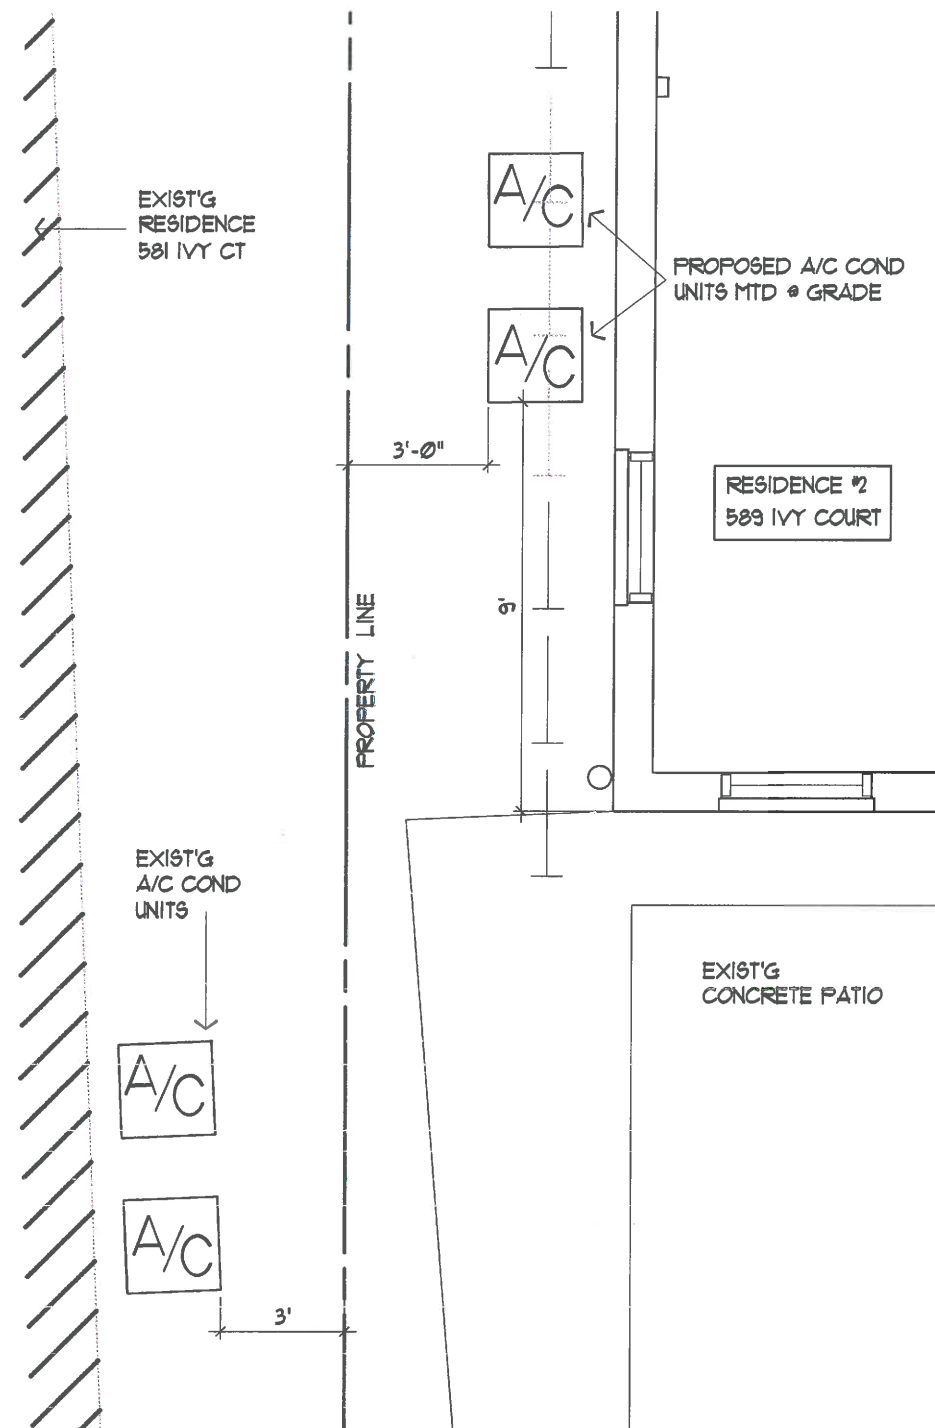 EXIST'G
RESIDENCE
581 IVY CT
A/C
PROPOSED A/C COND
UNITS MTD @ GRADE
A/C
3'-0"
RESIDENCE #2
589 IVY COURT
9'
PROPERTY LINE
EXIST'G
A/C COND
UNITS
EXIST'G
CONCRETE PATIO
A/C
A/C
3'